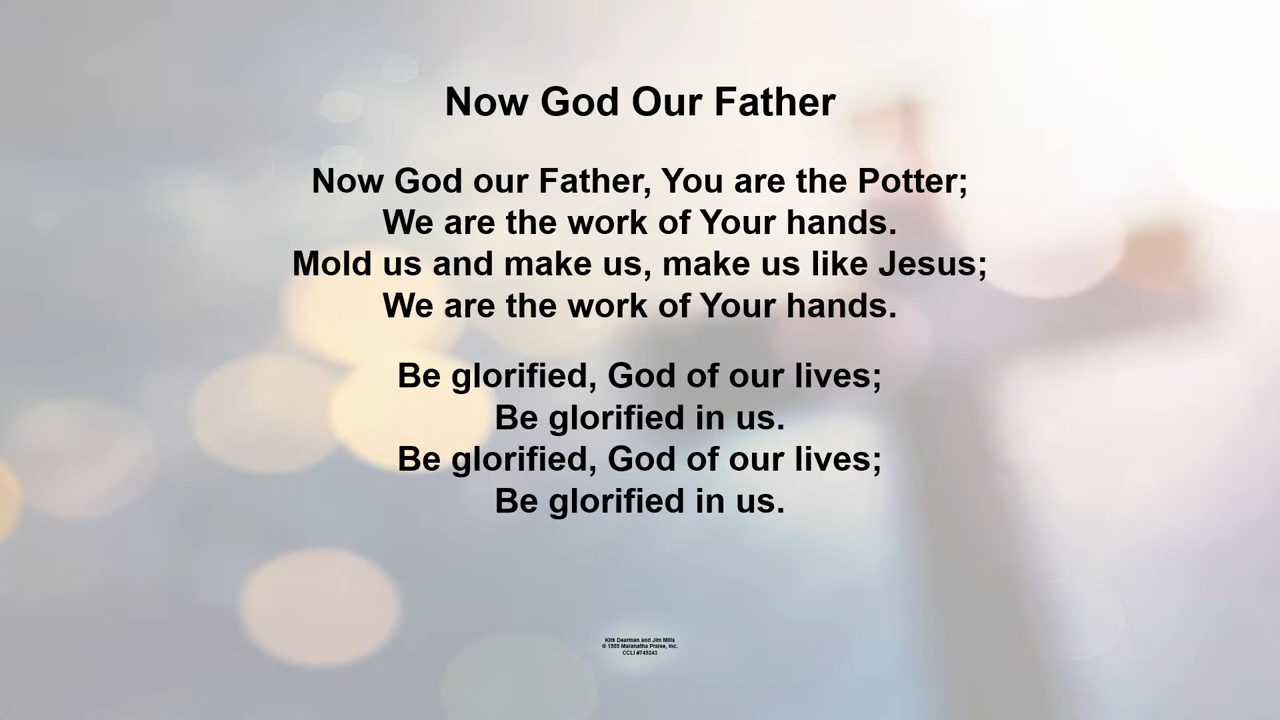 Now God Our Father
Now God our Father, You are the Potter;
We are the work of Your hands.
Mold us and make us, make us like Jesus;
We are the work of Your hands.
Be glorified, God of our lives;
Be glorified in us.
Be glorified, God of our lives;
Be glorified in us.
Kirk Dearman and Jim Mills
© 1989 Maranatha Praise, Inc.
CCLI #749243